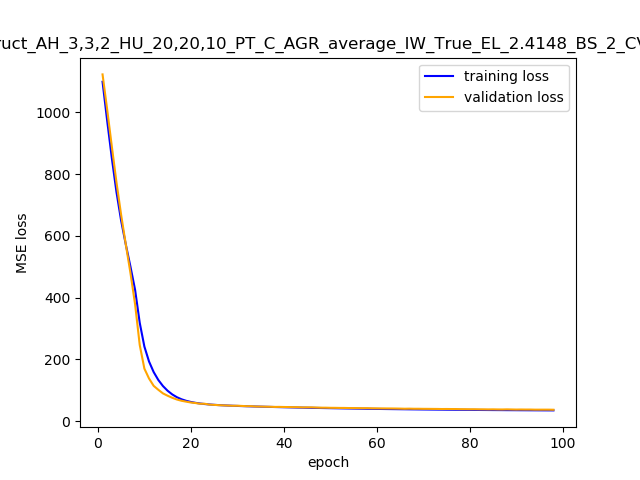 ruct_AH_3,3,2_HU_20,20,10_PT_C_AGR_average_IW_True_EL_2.4148_BS_2_CV
training loss
validation loss
1000
800
600
400
200
0
MSE loss
0 20 40 60 80 100
epoch